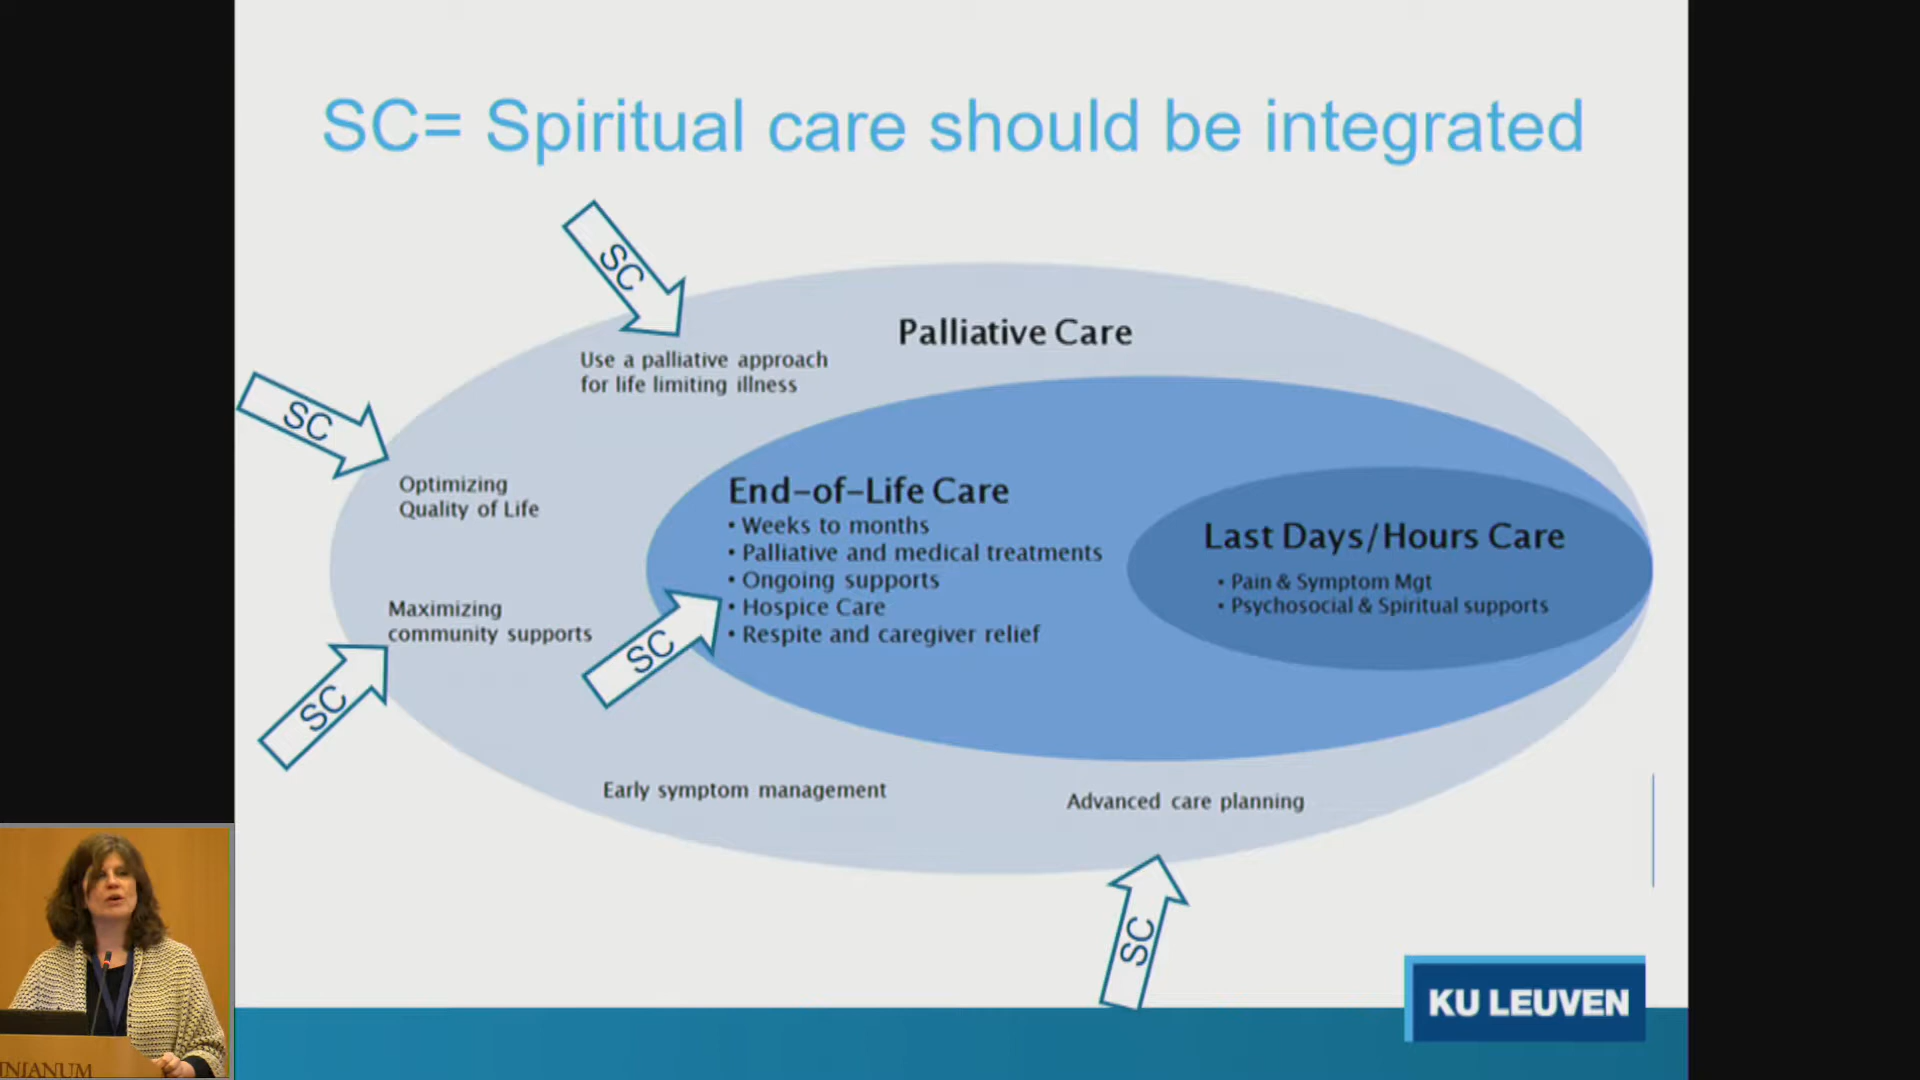 SC= Spiritual care should be integrated
SC
Palliative Care
Use a palliative approach
for life limiting illness
SC
Optimizing
Quality of Life
End-of-Life Care
• Weeks to months
• Palliative and medical treatments
• Ongoing supports
• Hospice Care
• Respite and caregiver relief
Last Days/Hours Care
• Pain & Symptom Mgt
• Psychosocial & Spiritual supports
Maximizing
community supports
SC
SC
Early symptom management
Advanced care planning
SC
KU LEUVEN
NIANUM